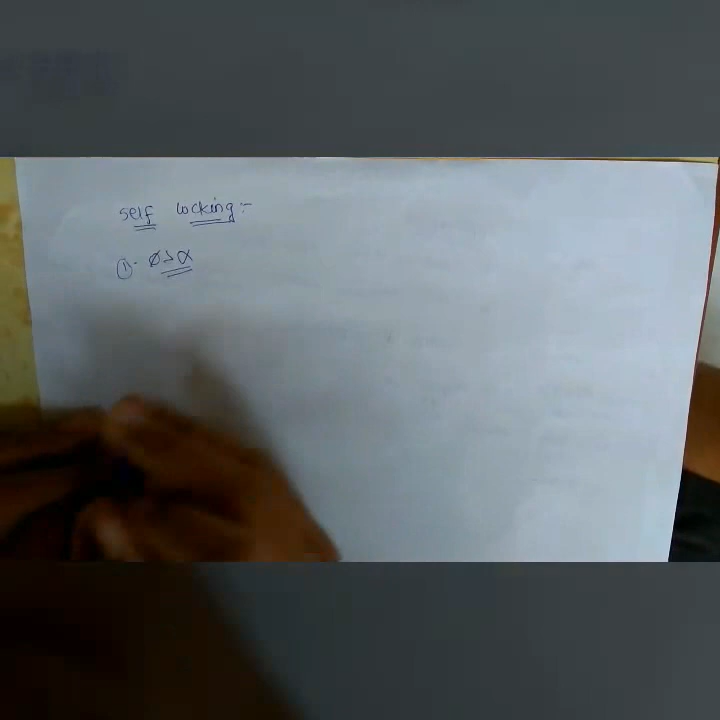 self locking:-
①. ϕ > α